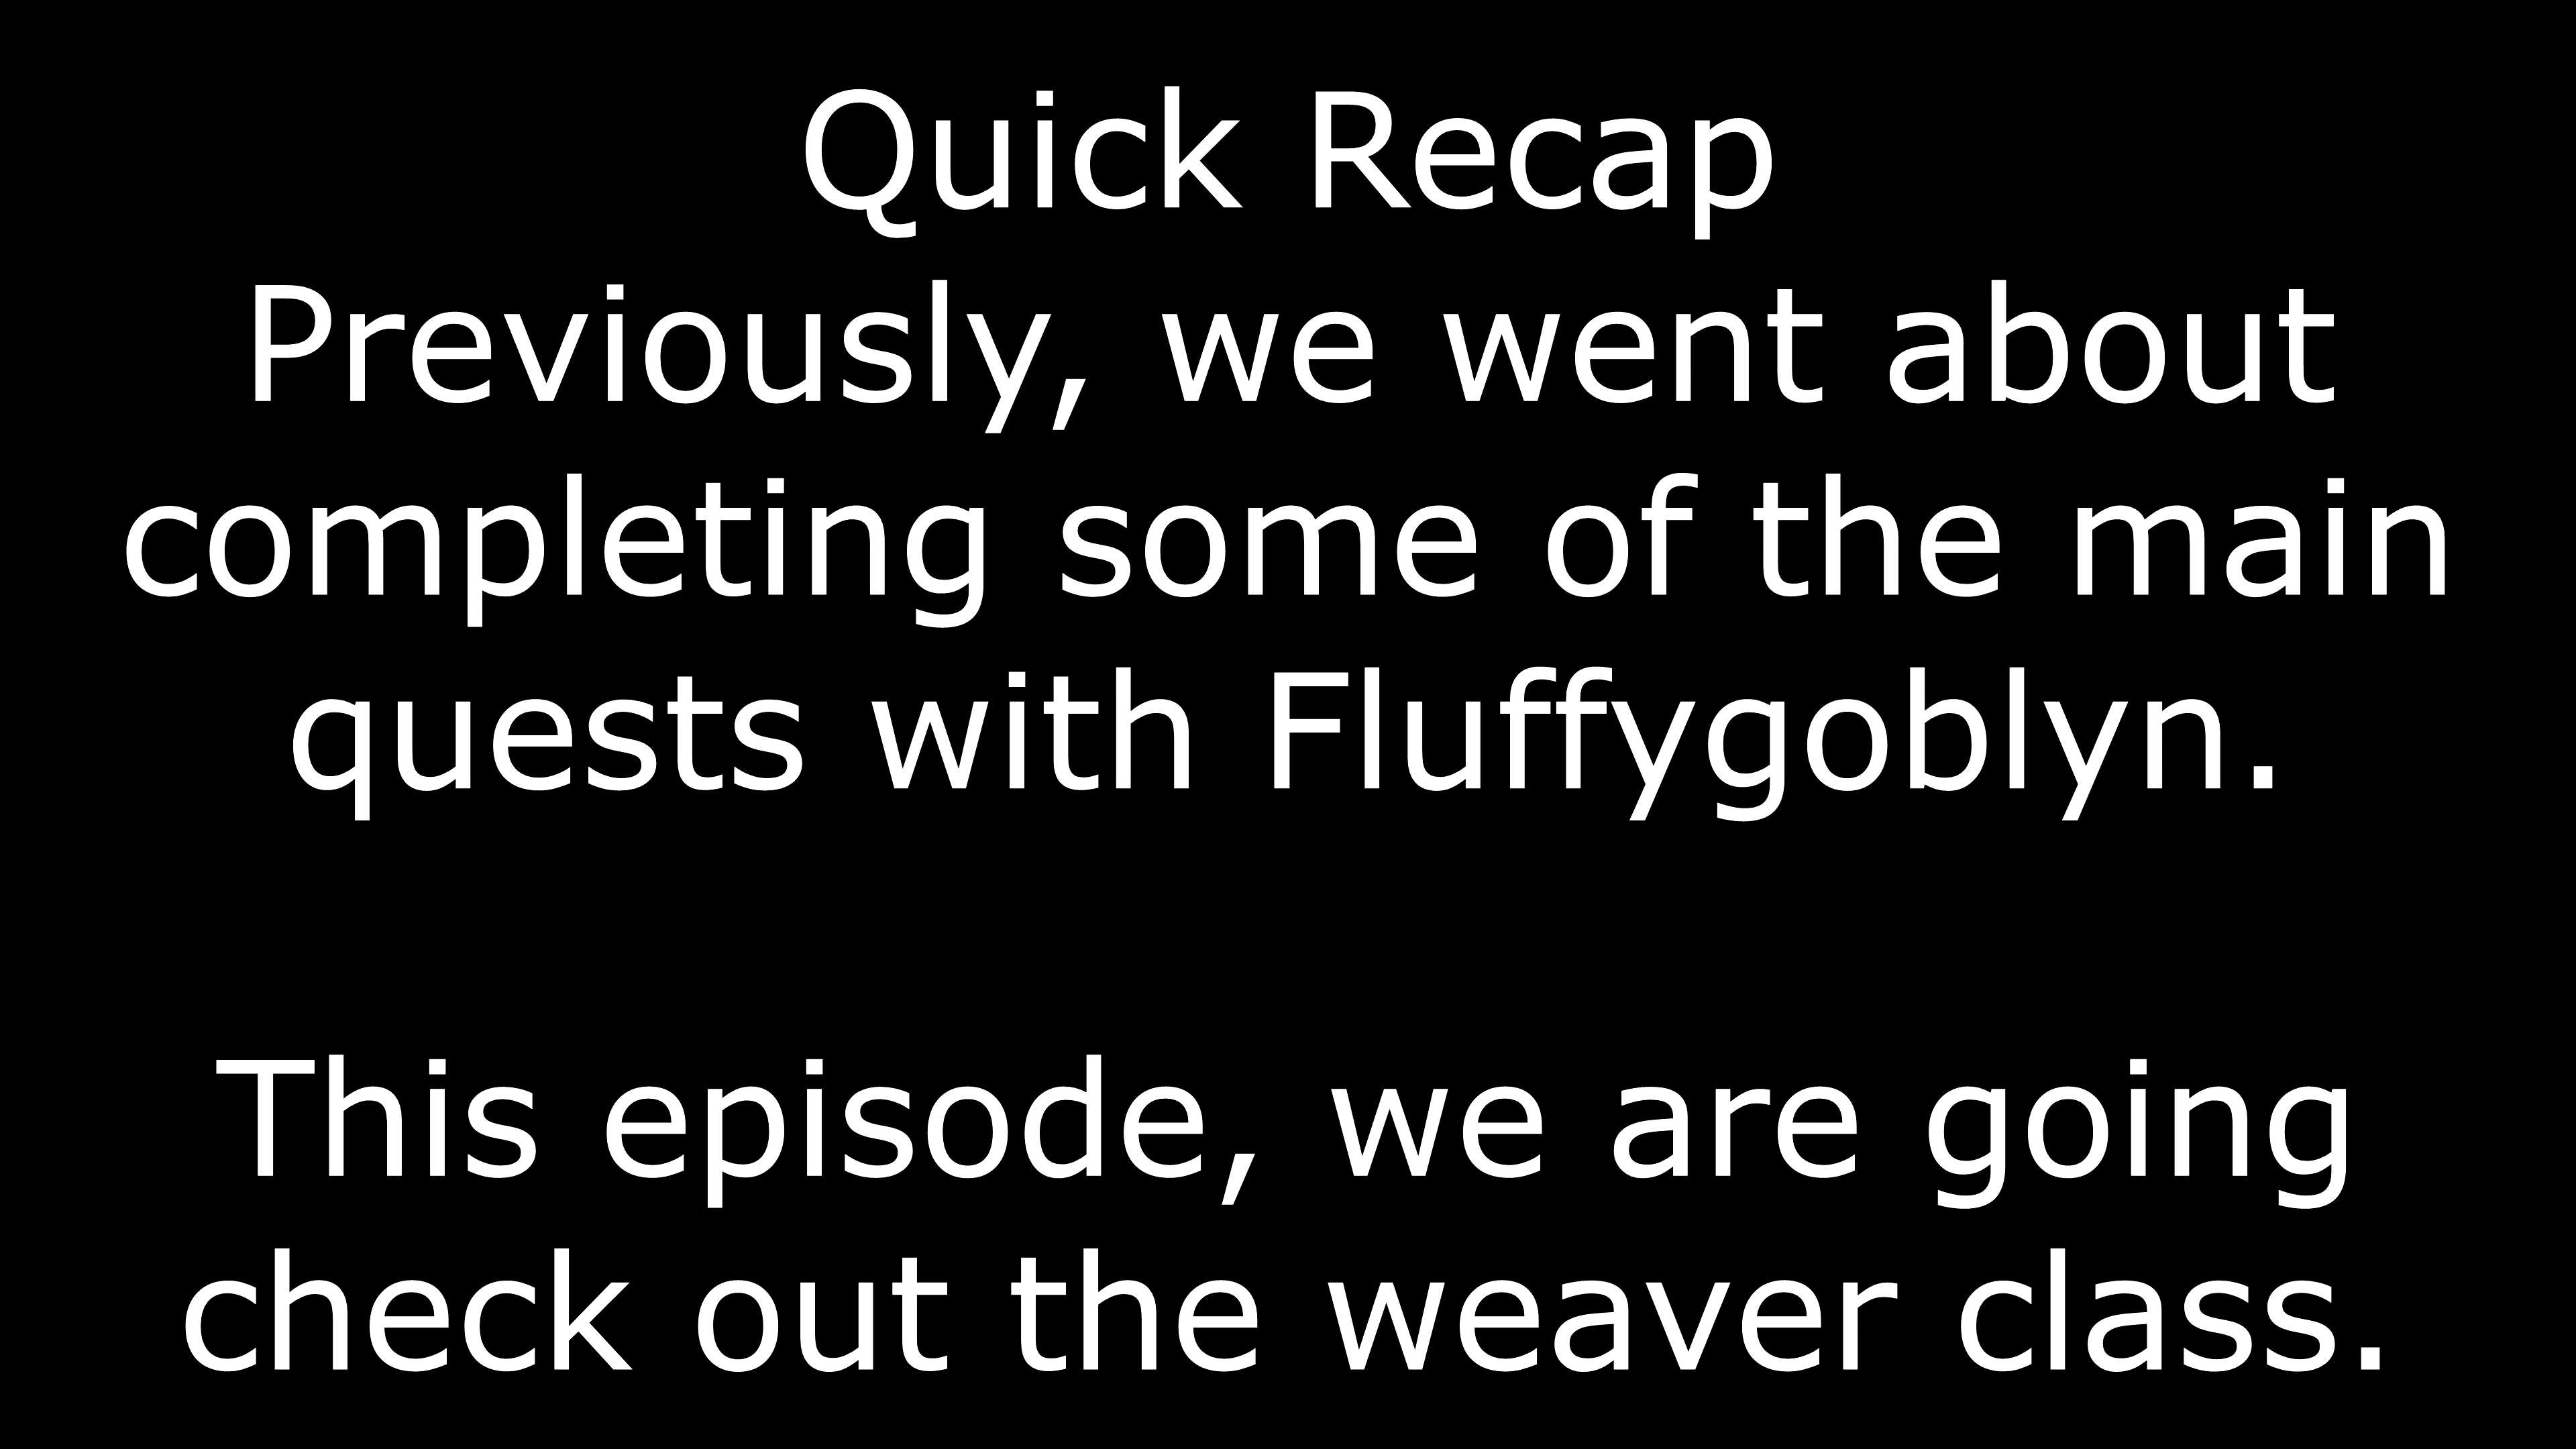 Quick Recap
Previously, we went about
completing some of the main
quests with Fluffygoblyn.
This episode, we are going
check out the weaver class.